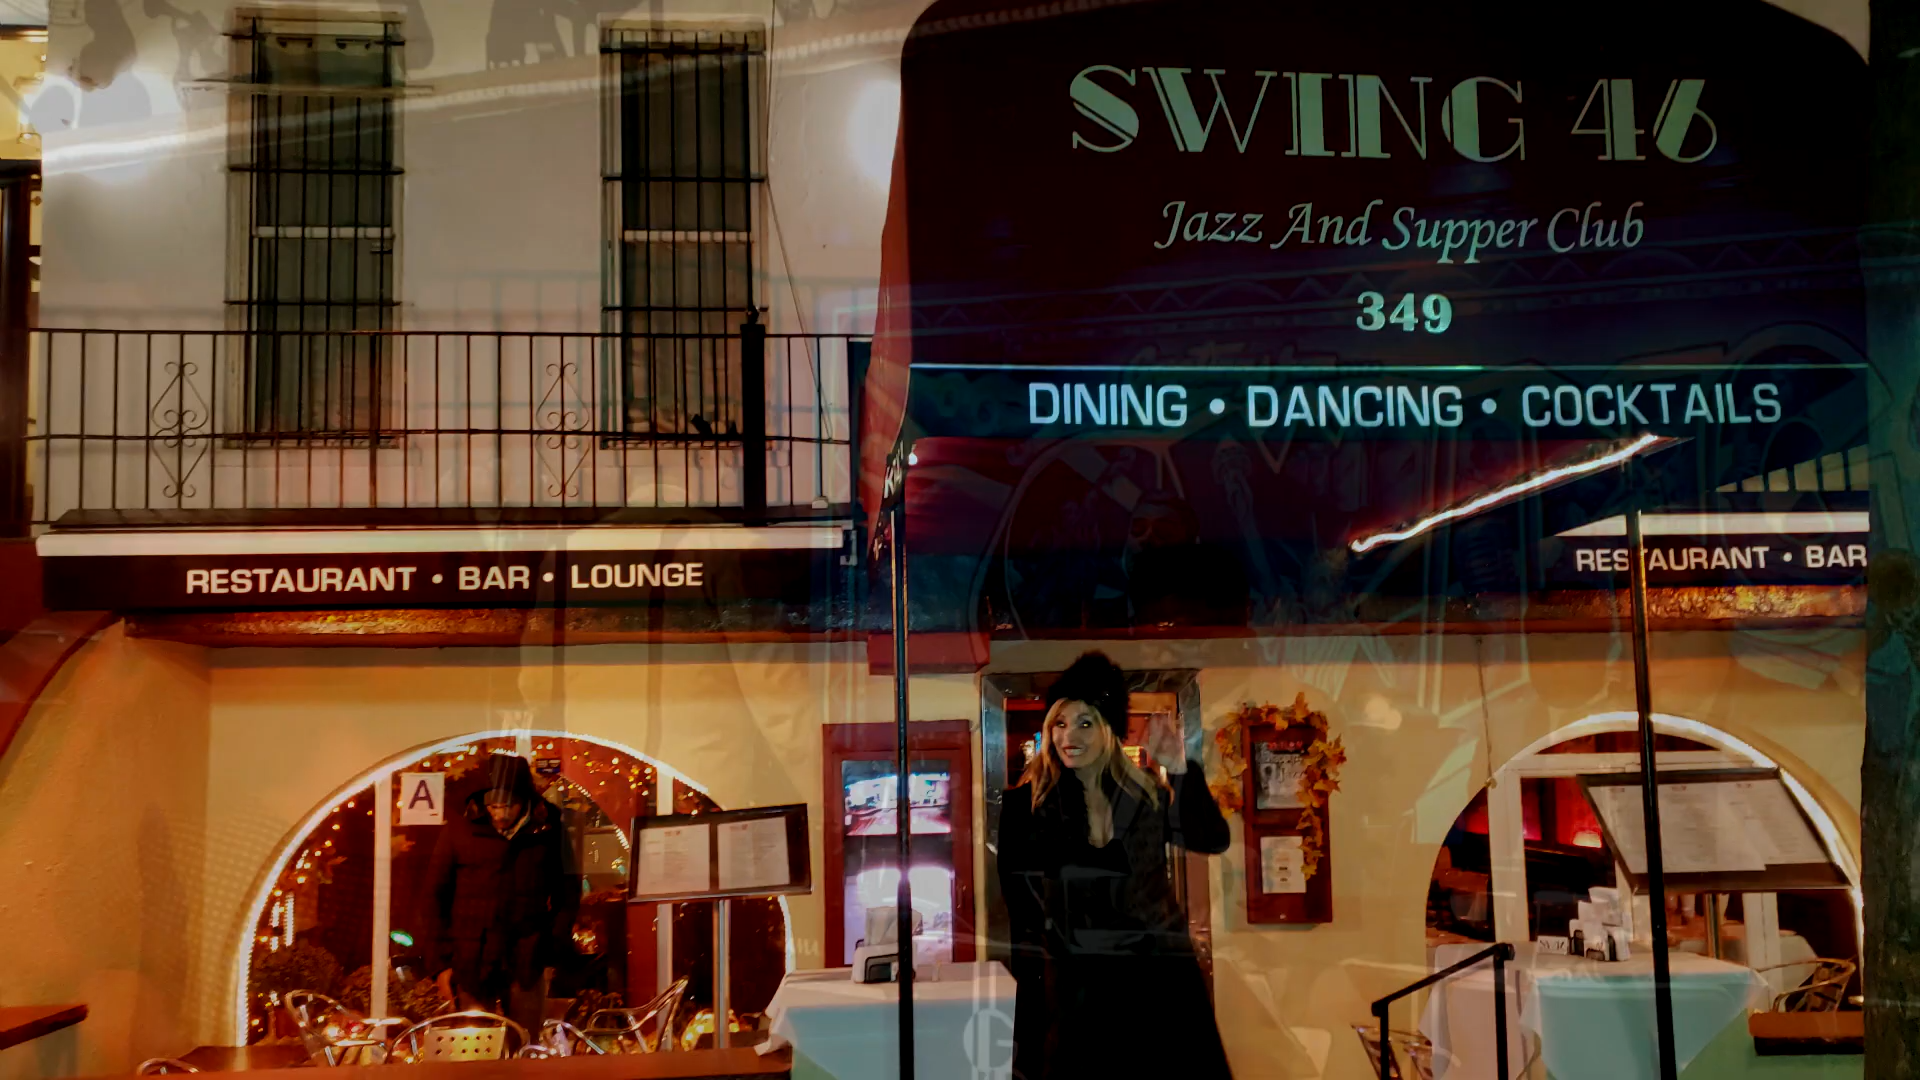 SWING 46
Jazz And Supper Club
349
DINING • DANCING • COCKTAILS
RESTAURANT • BAR • LOUNGE
RESTAURANT • BAR
A